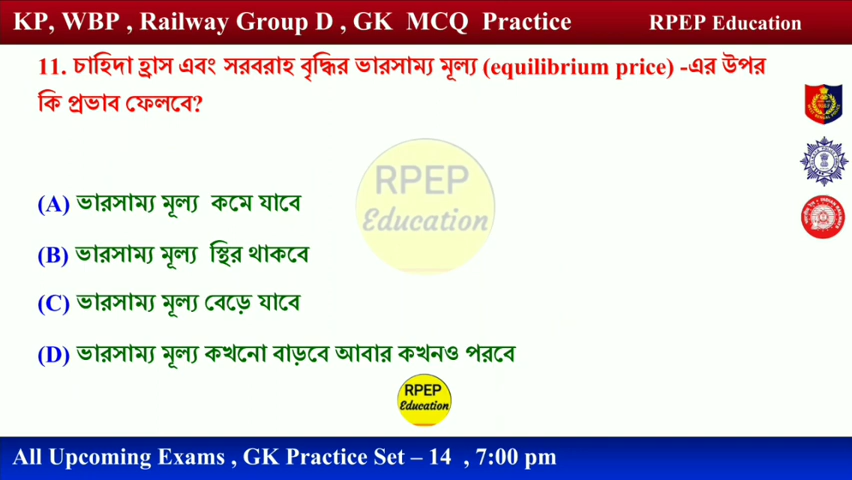 KP, WBP , Railway Group D , GK MCQ Practice RPEP Education
11. চাহিদা হ্রাস এবং সরবরাহ বৃদ্ধির ভারসাম্য মূল্য (equilibrium price) -এর উপর
কি প্রভাব ফেলবে?
RPEP
Education
(A) ভারসাম্য মূল্য কমে যাবে
(B) ভারসাম্য মূল্য স্থির থাকবে
(C) ভারসাম্য মূল্য বেড়ে যাবে
(D) ভারসাম্য মূল্য কখনো বাড়বে আবার কখনও পরবে
RPEP
Education
All Upcoming Exams , GK Practice Set – 14 , 7:00 pm